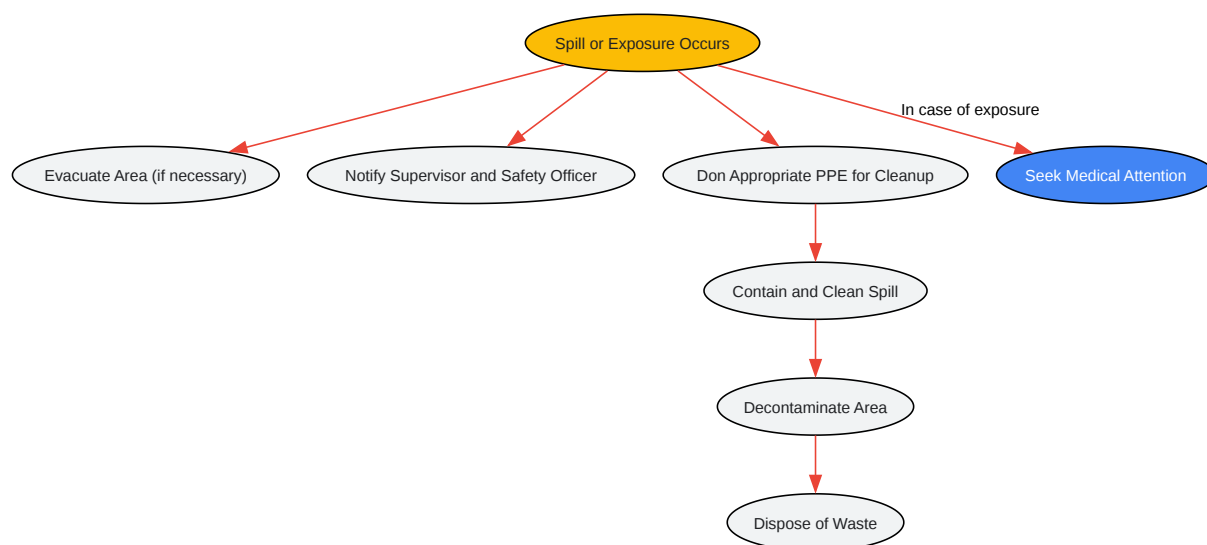 Spill or Exposure Occurs
In case of exposure
Evacuate Area (if necessary)
Notify Supervisor and Safety Officer
Don Appropriate PPE for Cleanup
Seek Medical Attention
Contain and Clean Spill
Decontaminate Area
Dispose of Waste